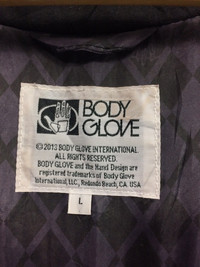 BODY
GLOVE
©2013 BODY GLOVE INTERNATIONAL
ALL RIGHTS RESERVED.
BODY GLOVE and the Hand Design are
registered trademarks of Body Glove
International, LLC, Redondo Beach, CA. USA
L